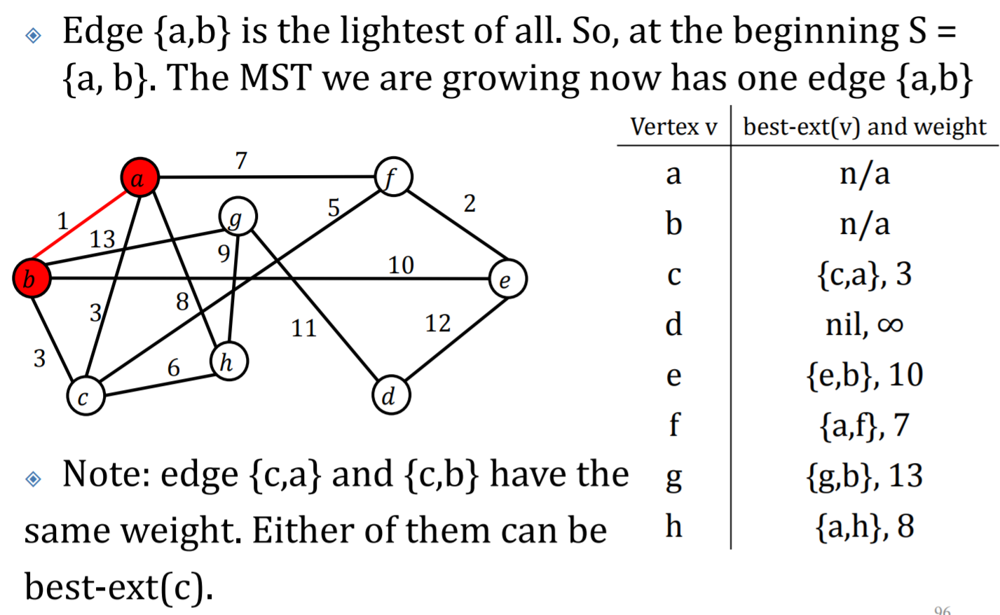 Edge {a,b} is the lightest of all. So, at the beginning S =
{a, b}. The MST we are growing now has one edge {a,b}
Vertex v best-ext(v) and weight
a n/a
b n/a
c {c,a}, 3
d nil, ∞
e {e,b}, 10
f {a,f}, 7
g {g,b}, 13
h {a,h}, 8
7
a
f
1
13
g
5
2
9
b
10
e
3
8
11
12
3
6
h
c
d
Note: edge {c,a} and {c,b} have the
same weight. Either of them can be
best-ext(c).
96